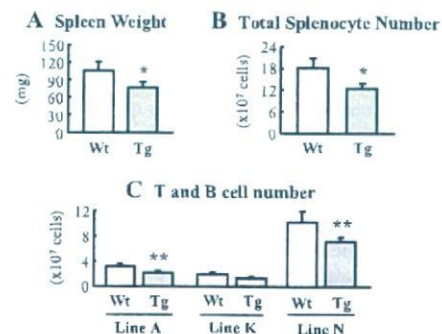 A Spleen Weight
150
120
90
60
30
0
(mg)
*
Wt Tg
B Total Splenocyte Number
24
18
12
6
0
(x10⁷ cells)
*
Wt Tg
C T and B cell number
12
8
4
0
(x10⁷ cells)
** **
Wt Tg Wt Tg Wt Tg
Line A Line K Line N